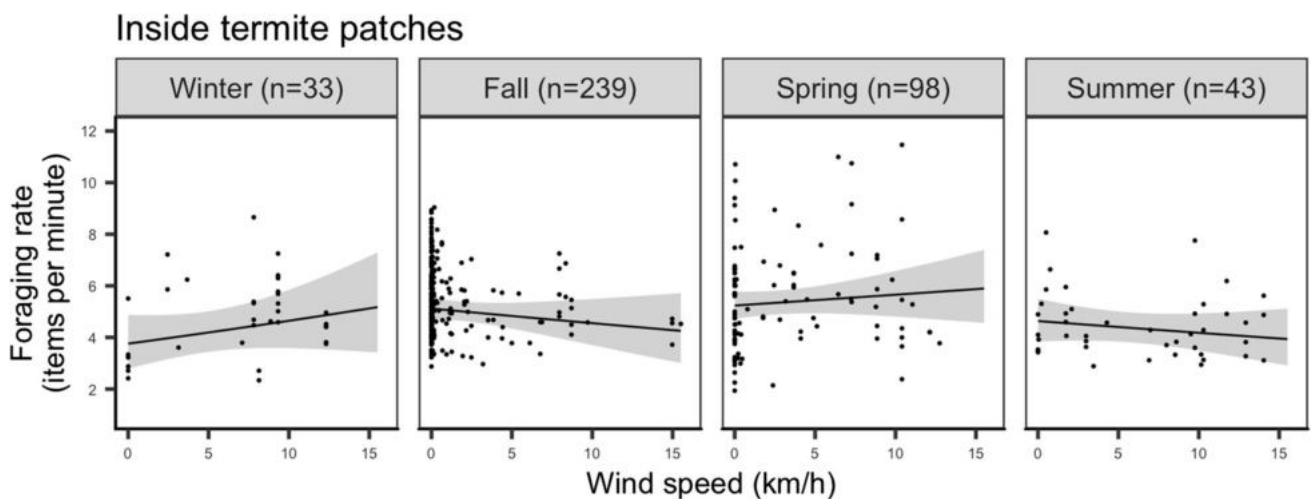 Inside termite patches
Winter (n=33) Fall (n=239) Spring (n=98) Summer (n=43)
Foraging rate
(items per minute)
12
10
8
6
4
2
0 5 10 15 0 5 10 15 0 5 10 15 0 5 10 15
Wind speed (km/h)